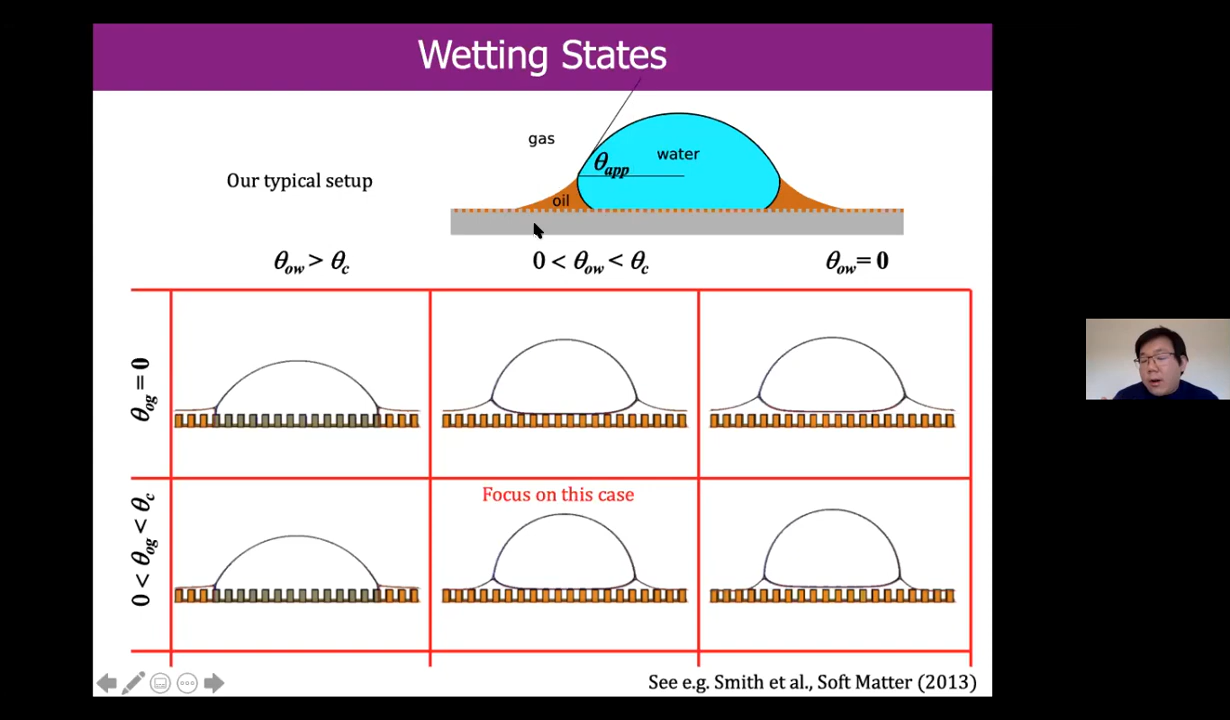 Wetting States
gas
θapp
water
Our typical setup
oil
θow > θc
0 < θow < θc
θow = 0
θog = 0
0 < θog < θc
Focus on this case
See e.g. Smith et al., Soft Matter (2013)